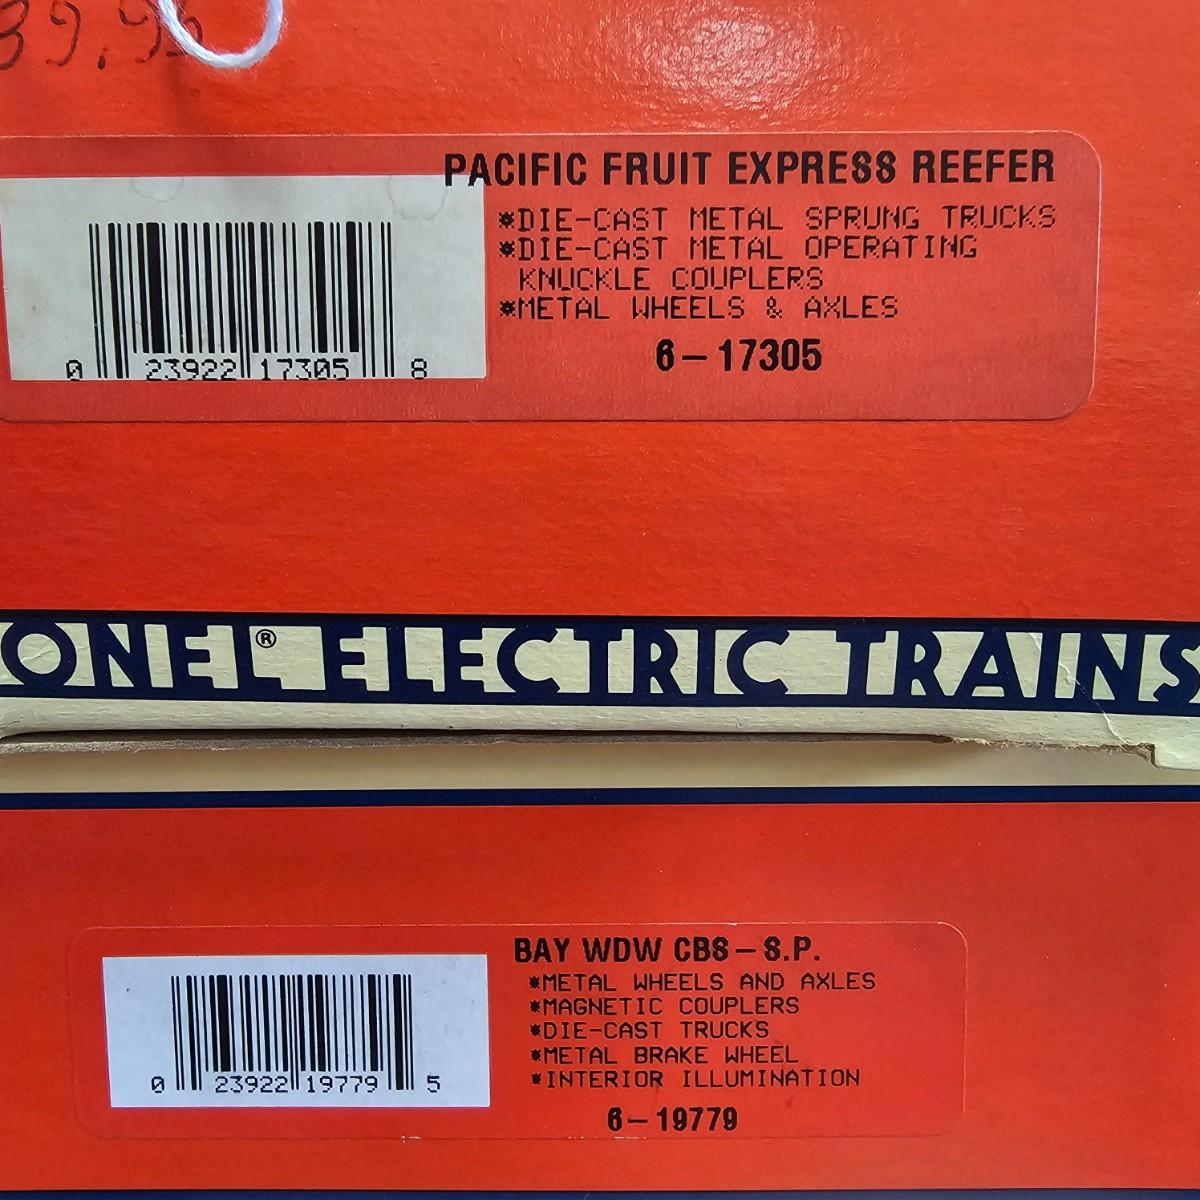 39.95
PACIFIC FRUIT EXPRESS REEFER
*DIE-CAST METAL SPRUNG TRUCKS
*DIE-CAST METAL OPERATING
KNUCKLE COUPLERS
*METAL WHEELS & AXLES
6-17305
0 23922 17305 8
ONEL® ELECTRIC TRAINS
BAY WDW CBS-S.P.
*METAL WHEELS AND AXLES
*MAGNETIC COUPLERS
*DIE-CAST TRUCKS
*METAL BRAKE WHEEL
*INTERIOR ILLUMINATION
6-19779
0 23922 19779 5